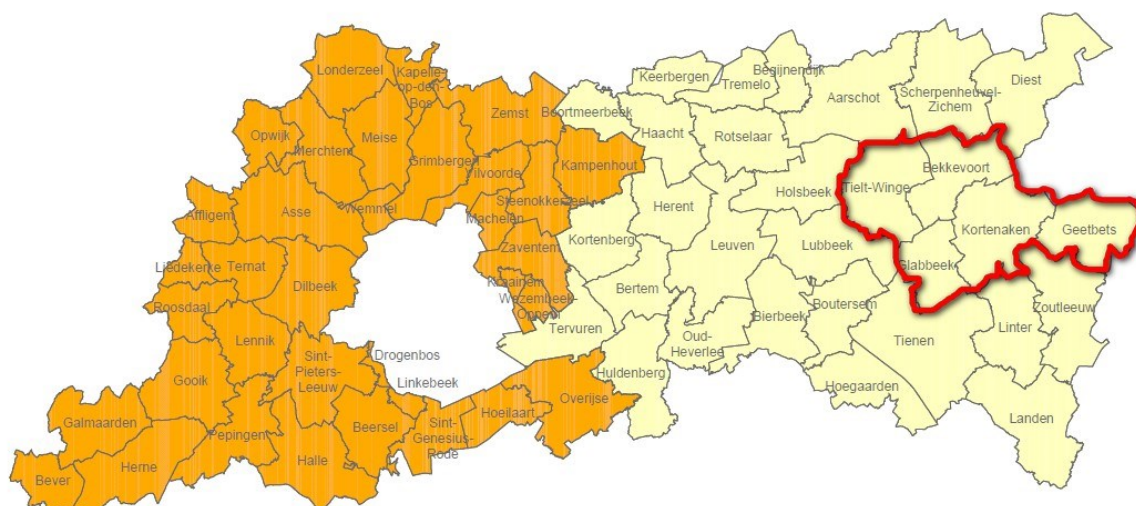 Londerzeel
Kapelle-
op-den-
Bos
Zemst
Opwijk
Merchtem
Meise
Grimbergen
Vilvoorde
Kampenhout
Steenokkerzeel
Affligem
Asse
Wemmel
Machelen
Zaventem
Liedekerke
Ternat
Dilbeek
Kraainem
Wezembeek-
Oppem
Roosdaal
Lennik
Sint-
Pieters-
Leeuw
Drogenbos
Linkebeek
Gooik
Overijse
Hoeilaart
Galmaarden
Pepingen
Beersel
Sint-
Genesius-
Rode
Herne
Halle
Bever
Keerbergen
Tremelo
Begijnendijk
Aarschot
Scherpenheuvel-
Zichem
Diest
Boortmeerbeek
Haacht
Rotselaar
Bekkevoort
Holsbeek
Tielt-Winge
Herent
Kortenaken
Geetbets
Kortenberg
Leuven
Lubbeek
Glabbeek
Bertem
Bierbeek
Boutersem
Zoutleeuw
Tervuren
Oud-
Heverlee
Tienen
Linter
Huldenberg
Hoegaarden
Landen